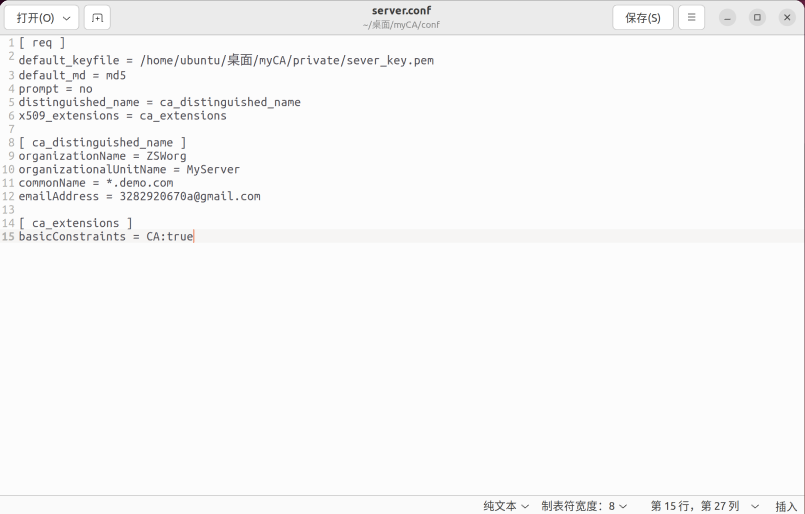 打开(O)
server.conf
~/桌面/myCA/conf
保存(S)
1 [ req ]
2 default_keyfile = /home/ubuntu/桌面/myCA/private/sever_key.pem
3 default_md = md5
4 prompt = no
5 distinguished_name = ca_distinguished_name
6 x509_extensions = ca_extensions
7
8 [ ca_distinguished_name ]
9 organizationName = ZSWorg
10 organizationalUnitName = MyServer
11 commonName = *.demo.com
12 emailAddress = 3282920670a@gmail.com
13
14 [ ca_extensions ]
15 basicConstraints = CA:true
纯文本 制表符宽度：8 第 15 行，第 27 列 插入